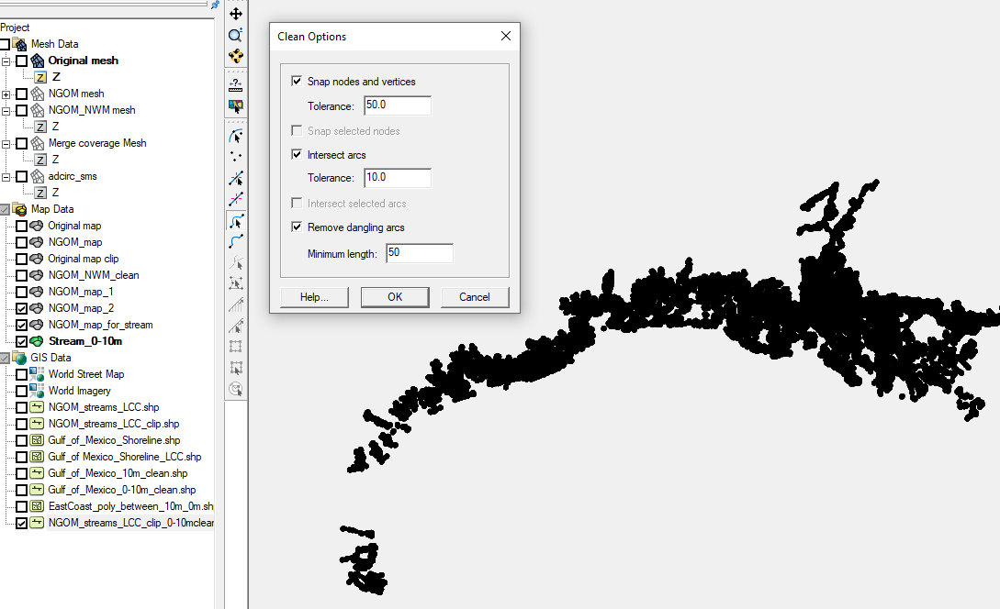 Project
Mesh Data
Original mesh
Z
NGOM mesh
NGOM_NWM mesh
Z
Merge coverage Mesh
Z
adcirc_sms
Z
Map Data
Original map
NGOM_map
Original map clip
NGOM_NWM_clean
NGOM_map_1
NGOM_map_2
NGOM_map_for_stream
Stream_0-10m
GIS Data
World Street Map
World Imagery
NGOM_streams_LCC.shp
NGOM_streams_LCC_clip.shp
Gulf_of_Mexico_Shoreline.shp
Gulf_of Mexico_Shoreline_LCC.shp
Gulf_of_Mexico_10m_clean.shp
Gulf_of_Mexico_0-10m_clean.shp
EastCoast_poly_between_10m_0m.sh
NGOM_streams_LCC_clip_0-10mclear
Clean Options
Snap nodes and vertices
Tolerance: 50.0
Snap selected nodes
Intersect arcs
Tolerance: 10.0
Intersect selected arcs
Remove dangling arcs
Minimum length: 50
Help... OK Cancel